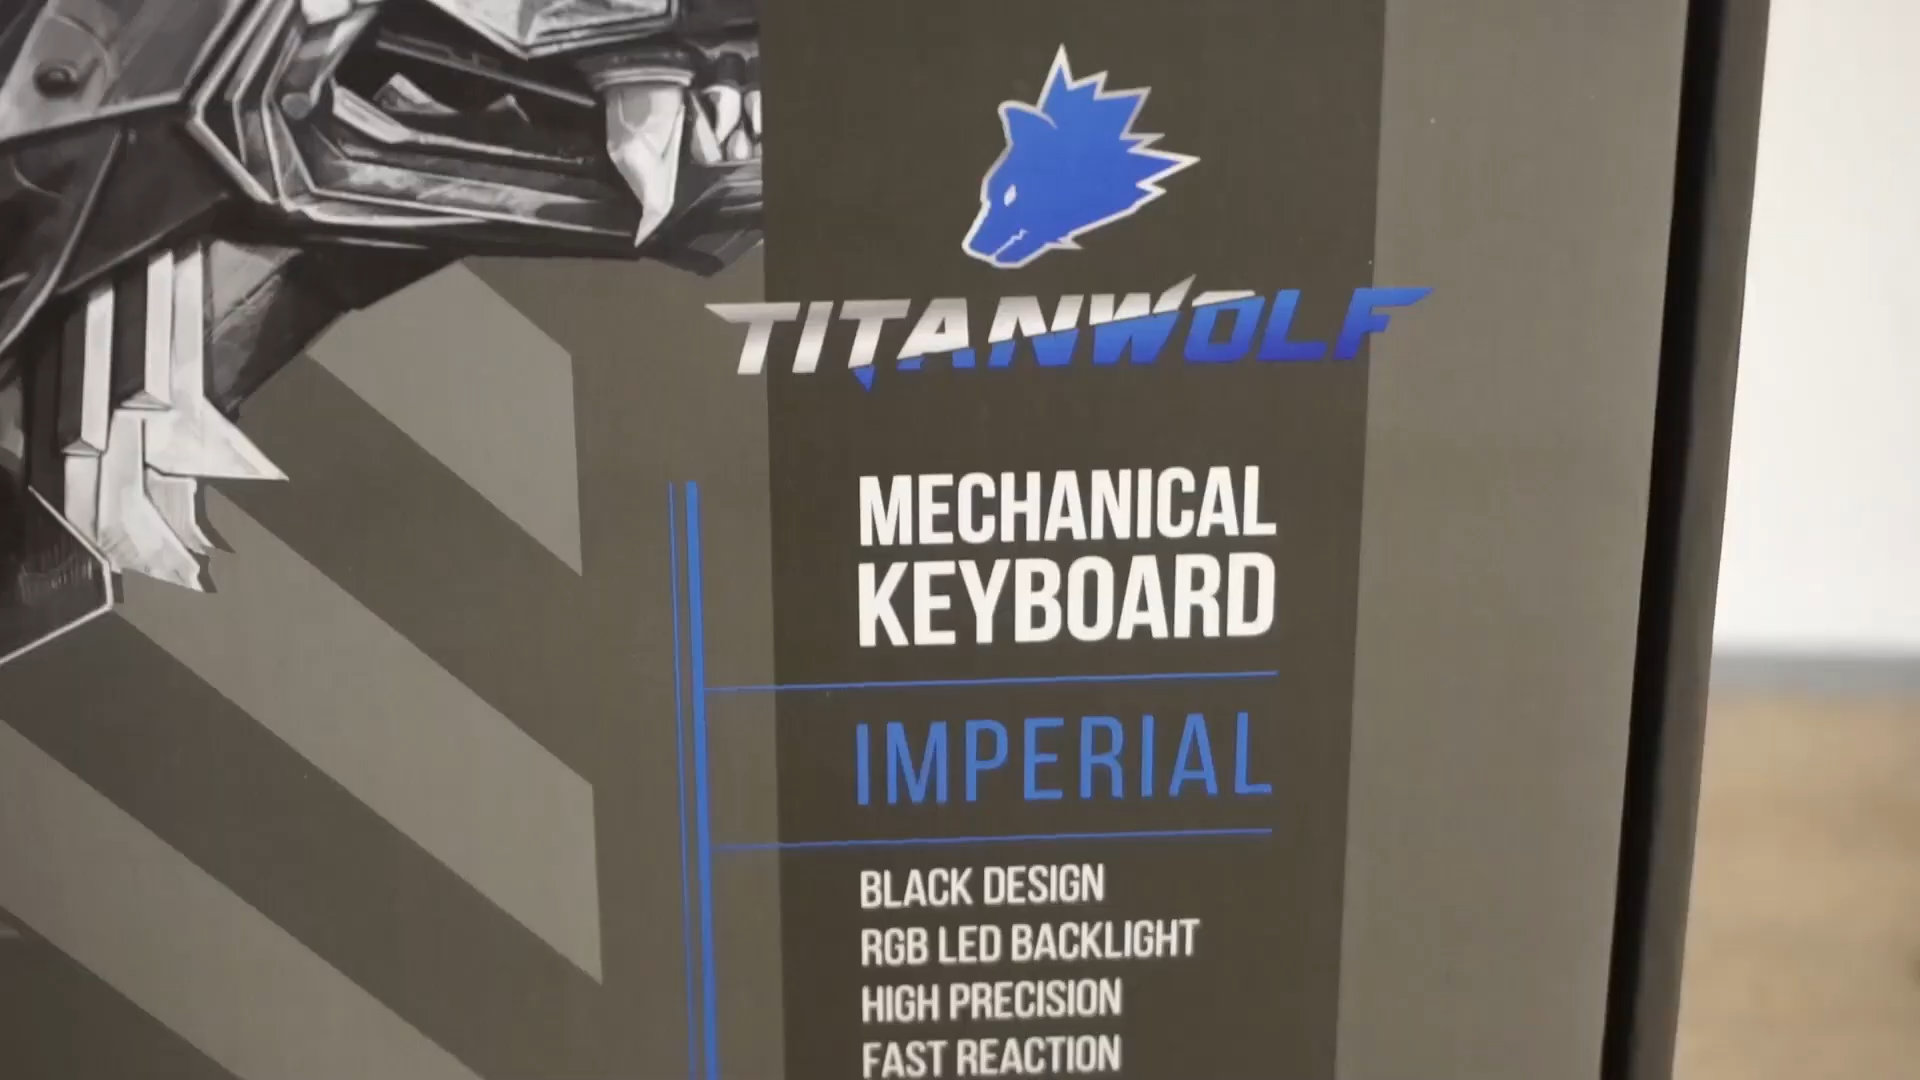 TITANWOLF
MECHANICAL
KEYBOARD
IMPERIAL
BLACK DESIGN
RGB LED BACKLIGHT
HIGH PRECISION
FAST REACTION